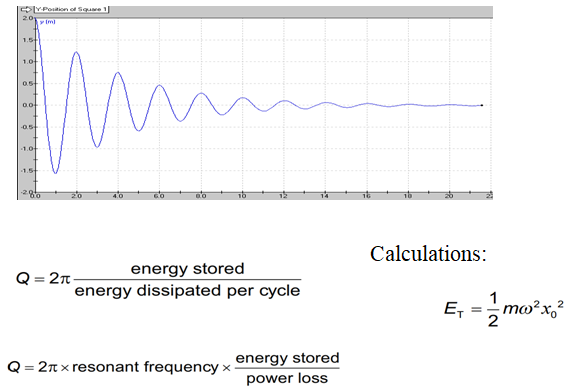 Y-Position of Square 1
y (m)
2.0
1.5
1.0
0.5
0.0
-0.5
-1.0
-1.5
-2.0
0.0 2.0 4.0 6.0 8.0 10 12 14 16 18 20 22
Calculations:
Q = 2π energy stored / energy dissipated per cycle
E_T = 1/2 mω²x₀²
Q = 2π × resonant frequency × energy stored / power loss